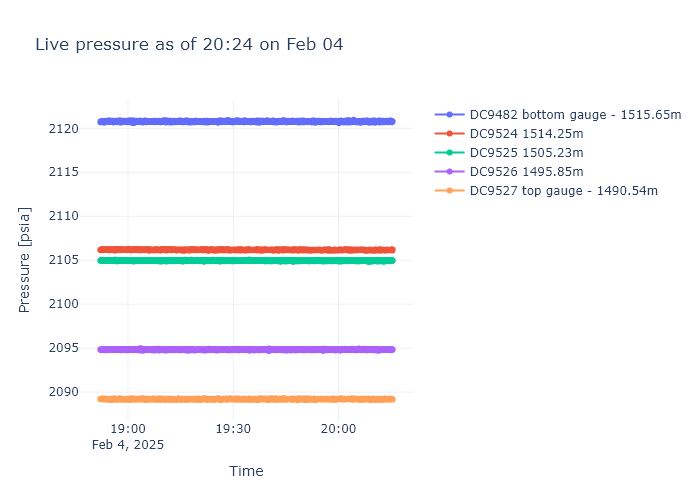 Live pressure as of 20:24 on Feb 04
DC9482 bottom gauge - 1515.65m
DC9524 1514.25m
DC9525 1505.23m
DC9526 1495.85m
DC9527 top gauge - 1490.54m
Pressure [psia]
2120
2115
2110
2105
2100
2095
2090
19:00
Feb 4, 2025
19:30
20:00
Time